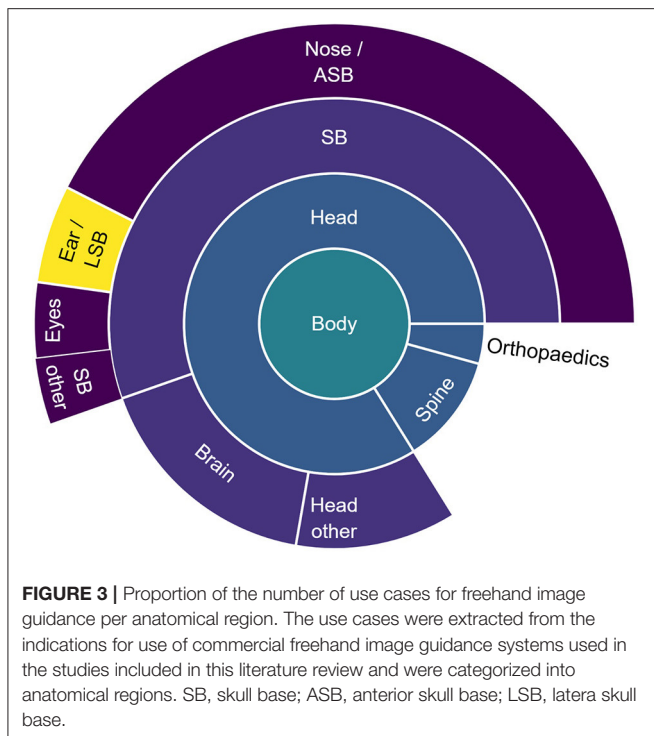 Nose /
ASB
SB
Head
Body
Ear /
LSB
Eyes
SB
other
Brain
Head
other
Spine
Orthopaedics
FIGURE 3 | Proportion of the number of use cases for freehand image
guidance per anatomical region. The use cases were extracted from the
indications for use of commercial freehand image guidance systems used in
the studies included in this literature review and were categorized into
anatomical regions. SB, skull base; ASB, anterior skull base; LSB, latera skull
base.